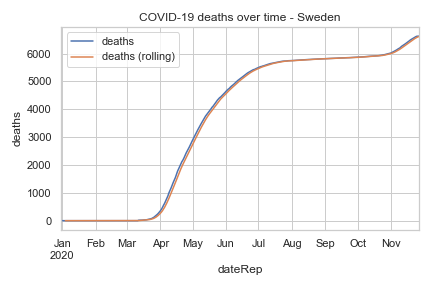 COVID-19 deaths over time - Sweden
deaths
deaths (rolling)
6000
5000
4000
3000
2000
1000
0
deaths
Jan Feb Mar Apr May Jun Jul Aug Sep Oct Nov
2020
dateRep